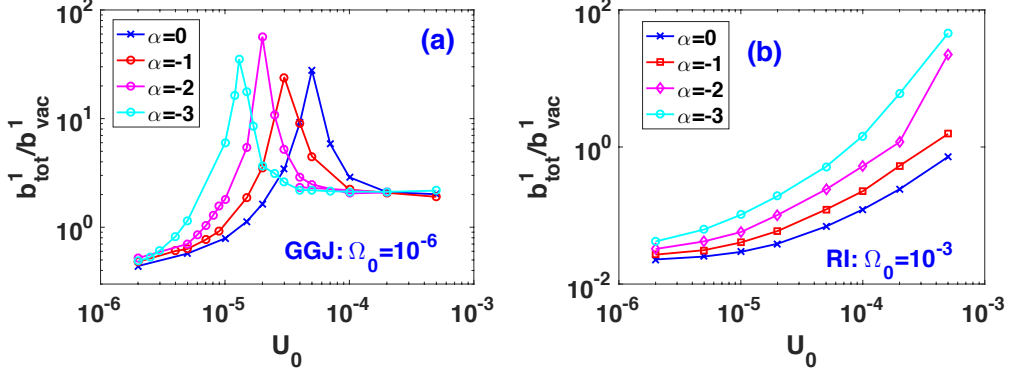 (a)
α=0
α=-1
α=-2
α=-3
GGJ: Ω₀=10⁻⁶
b¹ₜₒₜ/b¹ᵥₐc
10²
10¹
10⁰
10⁻⁶
10⁻⁵
10⁻⁴
10⁻³
U₀
(b)
α=0
α=-1
α=-2
α=-3
RI: Ω₀=10⁻³
b¹ₜₒₜ/b¹ᵥₐc
10²
10⁰
10⁻²
10⁻⁶
10⁻⁵
10⁻⁴
10⁻³
U₀